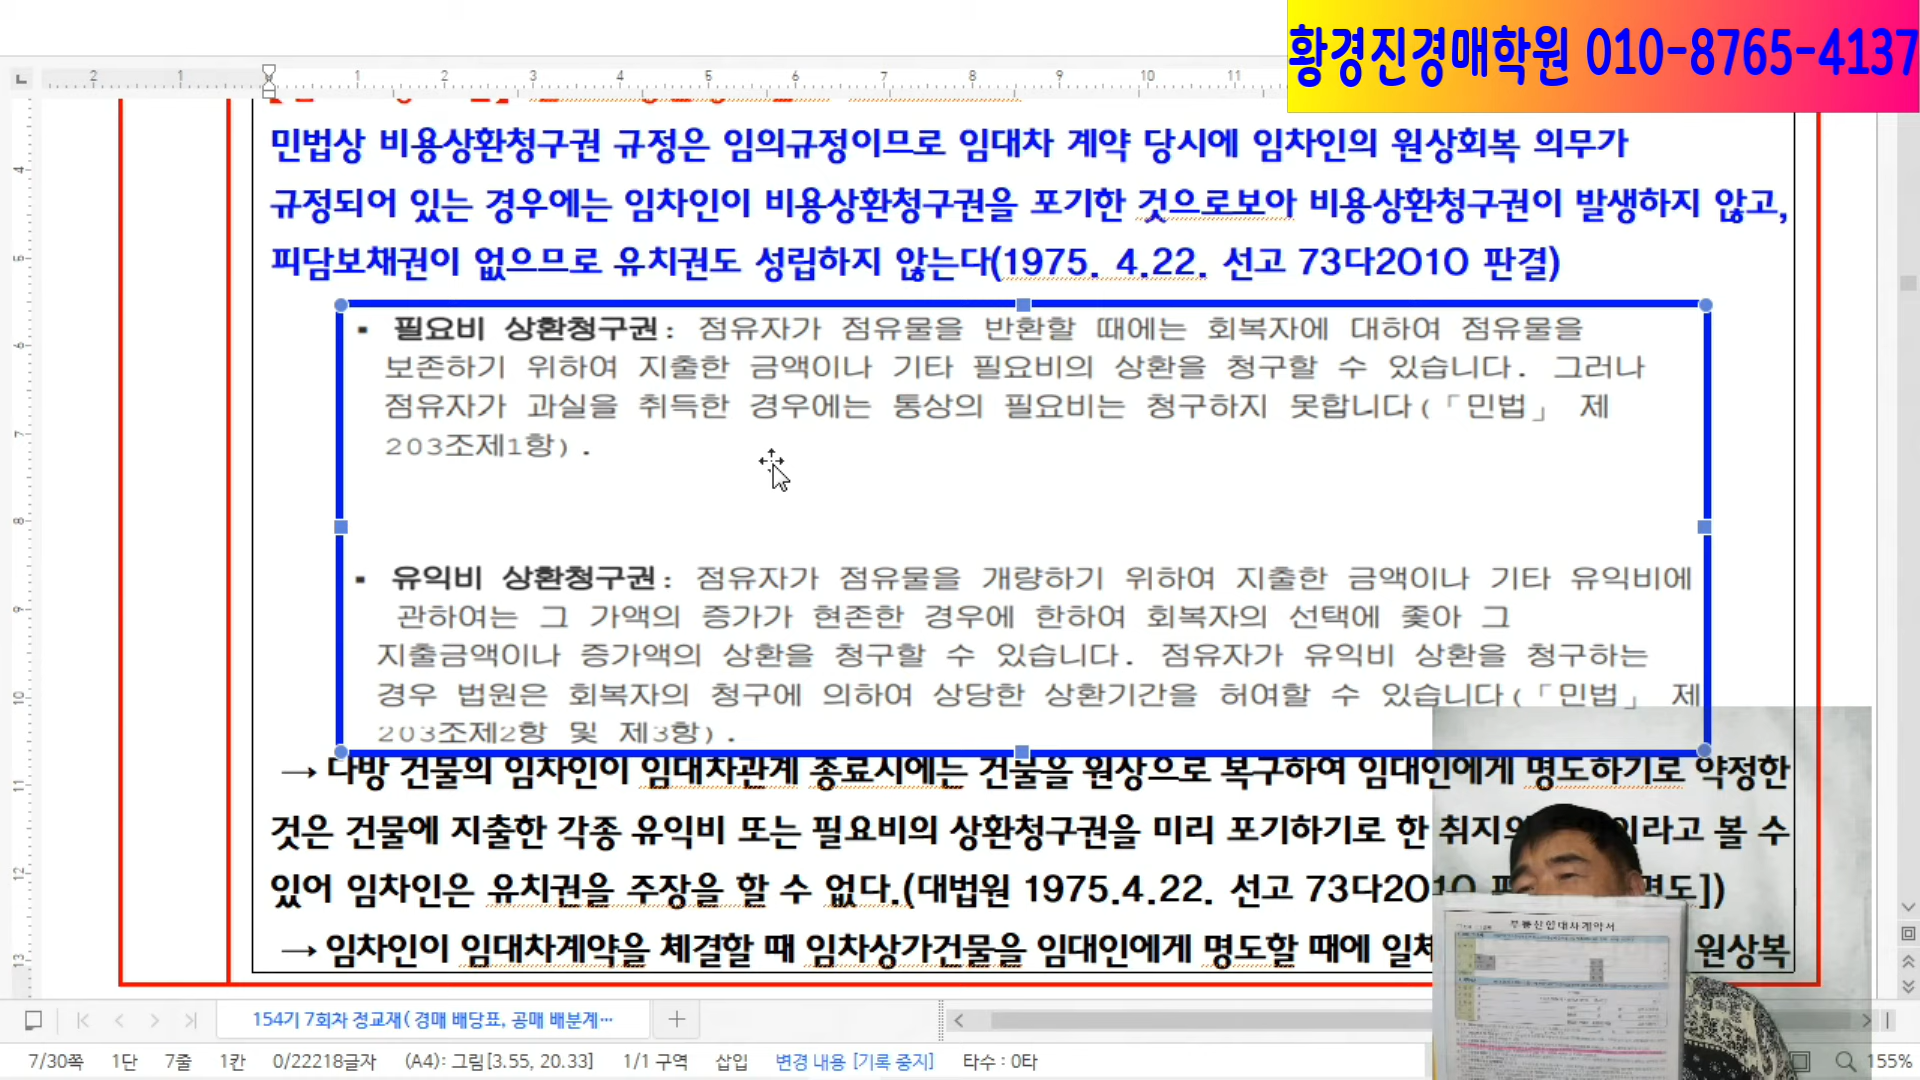 황경진경매학원 010-8765-4137
민법상 비용상환청구권 규정은 임의규정이므로 임대차 계약 당시에 임차인의 원상회복 의무가
규정되어 있는 경우에는 임차인이 비용상환청구권을 포기한 것으로보아 비용상환청구권이 발생하지 않고,
피담보채권이 없으므로 유치권도 성립하지 않는다(1975. 4.22. 선고 73다2010 판결)
▪ 필요비 상환청구권: 점유자가 점유물을 반환할 때에는 회복자에 대하여 점유물을
보존하기 위하여 지출한 금액이나 기타 필요비의 상환을 청구할 수 있습니다. 그러나
점유자가 과실을 취득한 경우에는 통상의 필요비는 청구하지 못합니다(「민법」 제
203조제1항).
▪ 유익비 상환청구권: 점유자가 점유물을 개량하기 위하여 지출한 금액이나 기타 유익비에
관하여는 그 가액의 증가가 현존한 경우에 한하여 회복자의 선택에 좇아 그
지출금액이나 증가액의 상환을 청구할 수 있습니다. 점유자가 유익비 상환을 청구하는
경우 법원은 회복자의 청구에 의하여 상당한 상환기간을 허여할 수 있습니다(「민법」 제
203조제2항 및 제3항).
→ 다방 건물의 임차인이 임대차관계 종료시에는 건물을 원상으로 복구하여 임대인에게 명도하기로 약정한
것은 건물에 지출한 각종 유익비 또는 필요비의 상환청구권을 미리 포기하기로 한 볼 수
있어 임차인은 유치권을 주장을 할 수 없다.(대법원 1975.4.22. 선고 73다2010
→ 임차인이 임대차계약을 체결할 때 임차상가건물을 임대인에게 명도할 때에 원상복
부동산임대차계약서
154기 7회차 정교재( 경매 배당표, 공매 배분계…
7/30쪽 1단 7줄 1칸 0/22218글자 (A4): 그림[3.55, 20.33] 1/1 구역 삽입 변경 내용 [기록 중지] 타수 : 0타 155%